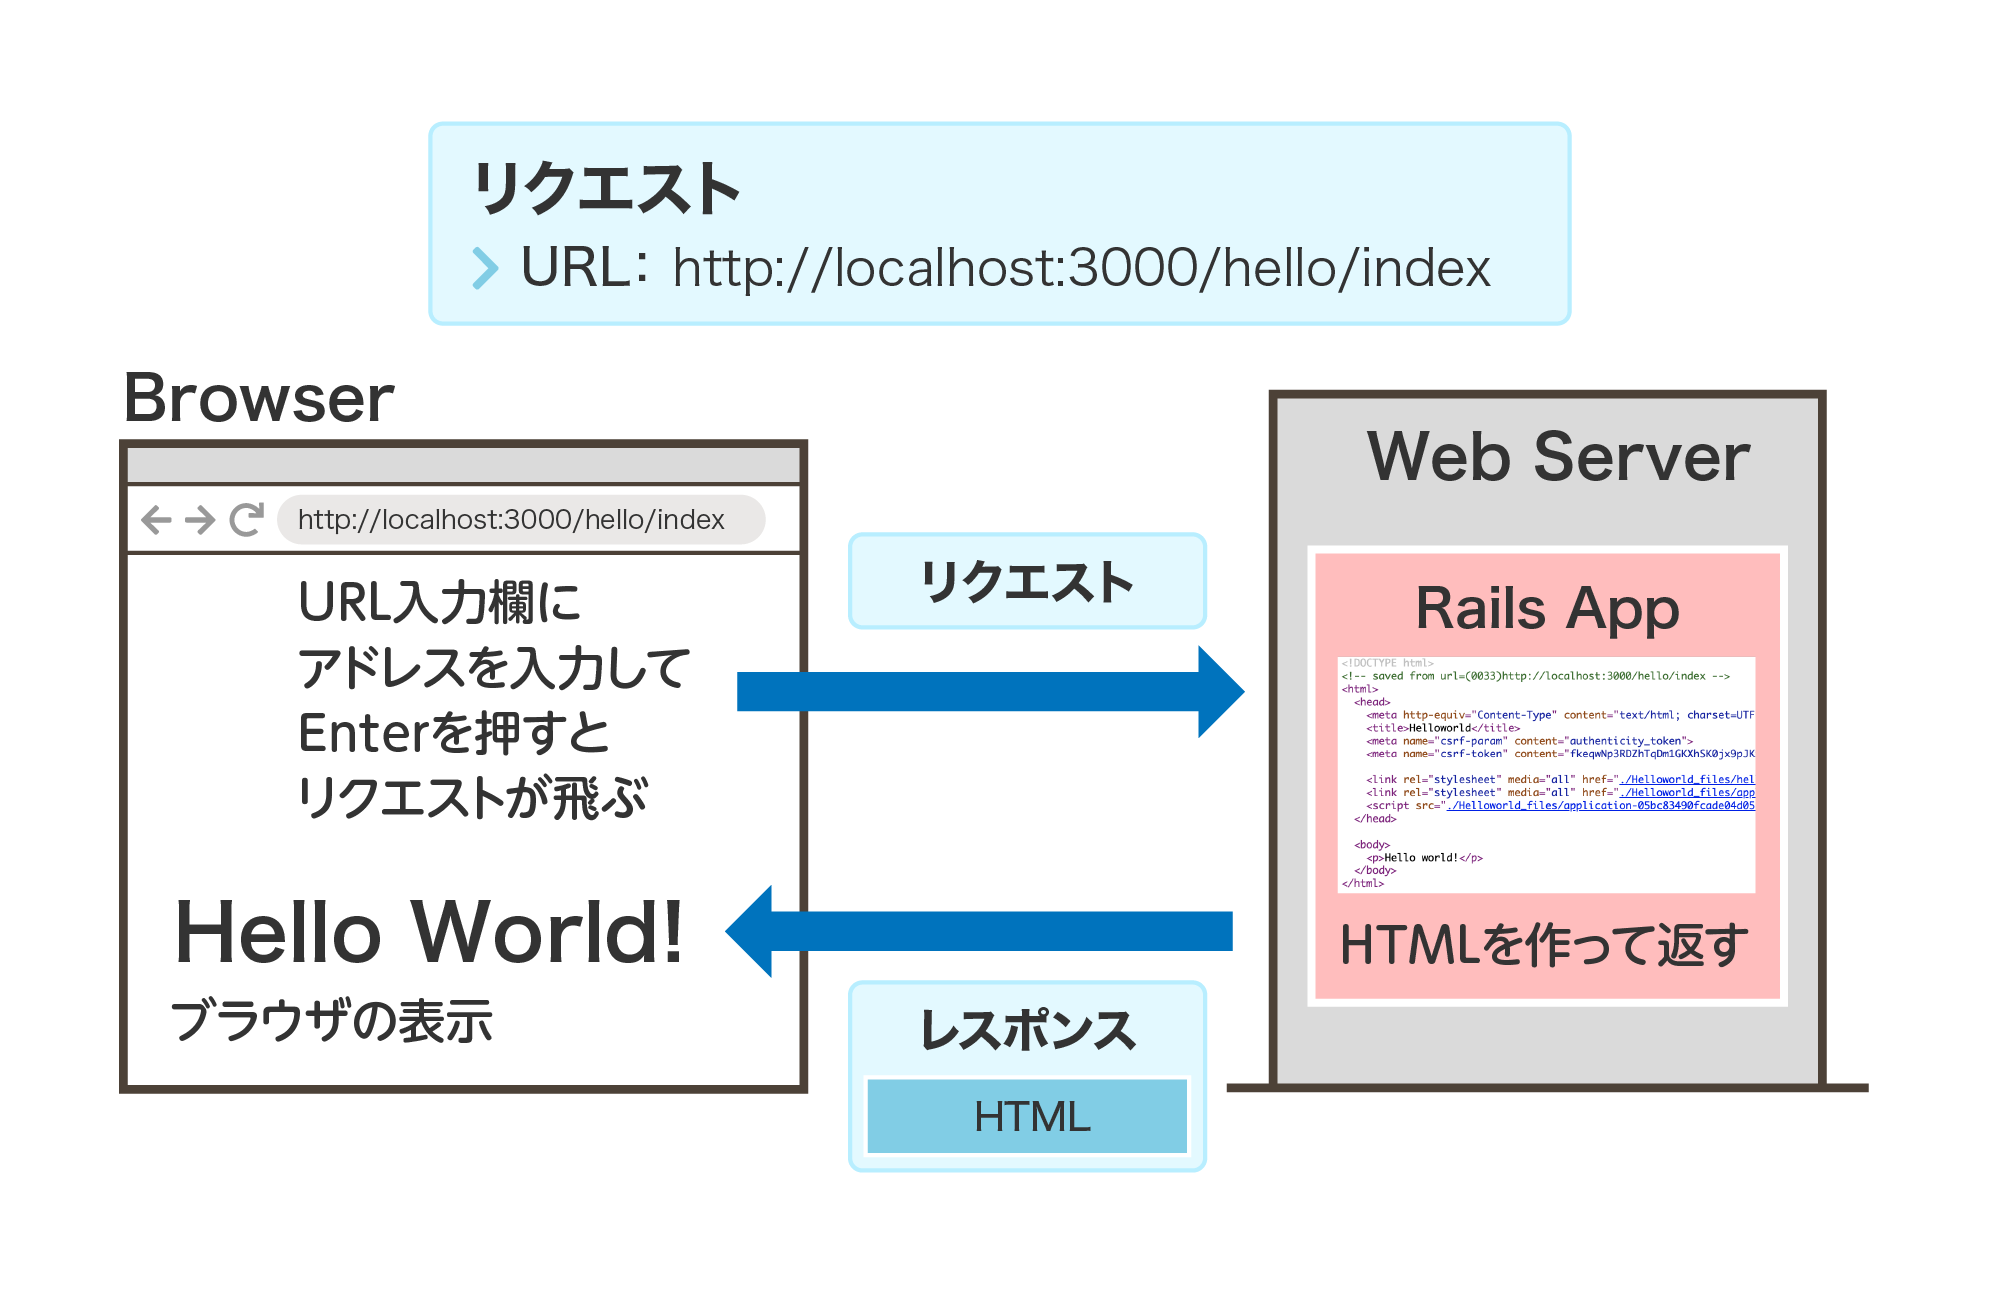 リクエスト
URL： http://localhost:3000/hello/index
Browser
http://localhost:3000/hello/index
URL入力欄に
アドレスを入力して
Enterを押すと
リクエストが飛ぶ
Hello World!
ブラウザの表示
リクエスト
レスポンス
HTML
Web Server
Rails App
<!DOCTYPE html>
<!-- saved from url=(0033)http://localhost:3000/hello/index -->
<html>
<head>
<meta http-equiv="Content-Type" content="text/html; charset=UTF
<title>Helloworld</title>
<meta name="csrf-param" content="authenticity_token">
<meta name="csrf-token" content="fkeqwNp3RDZhTqDm1GKXhSK0jx9pJK
<link rel="stylesheet" media="all" href="./Helloworld_files/hel
<link rel="stylesheet" media="all" href="./Helloworld_files/app
<script src="./Helloworld_files/application-05bc83490fcade04d05
</head>
<body>
<p>Hello world!</p>
</body>
</html>
HTMLを作って返す